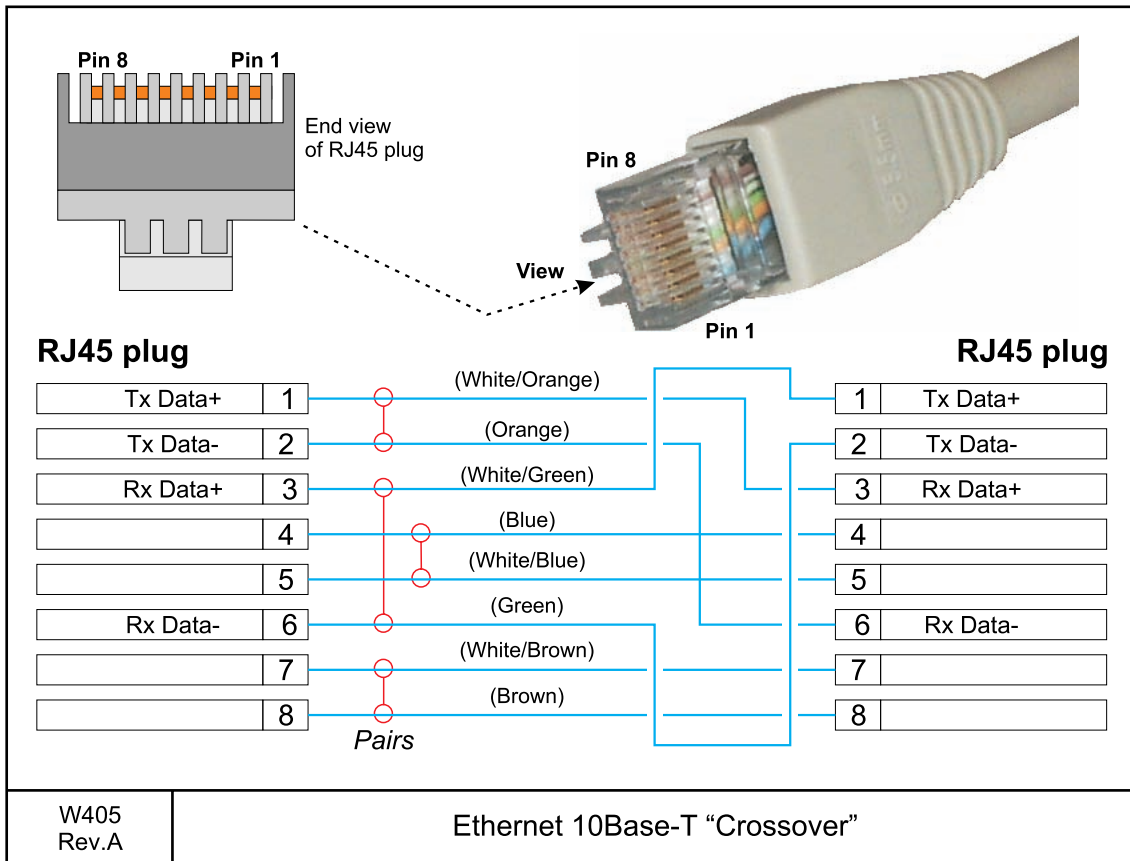 Pin 8 Pin 1
End view
of RJ45 plug
Pin 8
View
Pin 1
RJ45 plug RJ45 plug
Tx Data+ 1 (White/Orange) 1 Tx Data+
Tx Data- 2 (Orange) 2 Tx Data-
Rx Data+ 3 (White/Green) 3 Rx Data+
4 (Blue) 4
5 (White/Blue) 5
Rx Data- 6 (Green) 6 Rx Data-
7 (White/Brown) 7
8 (Brown) 8
Pairs
W405
Rev.A
Ethernet 10Base-T “Crossover”